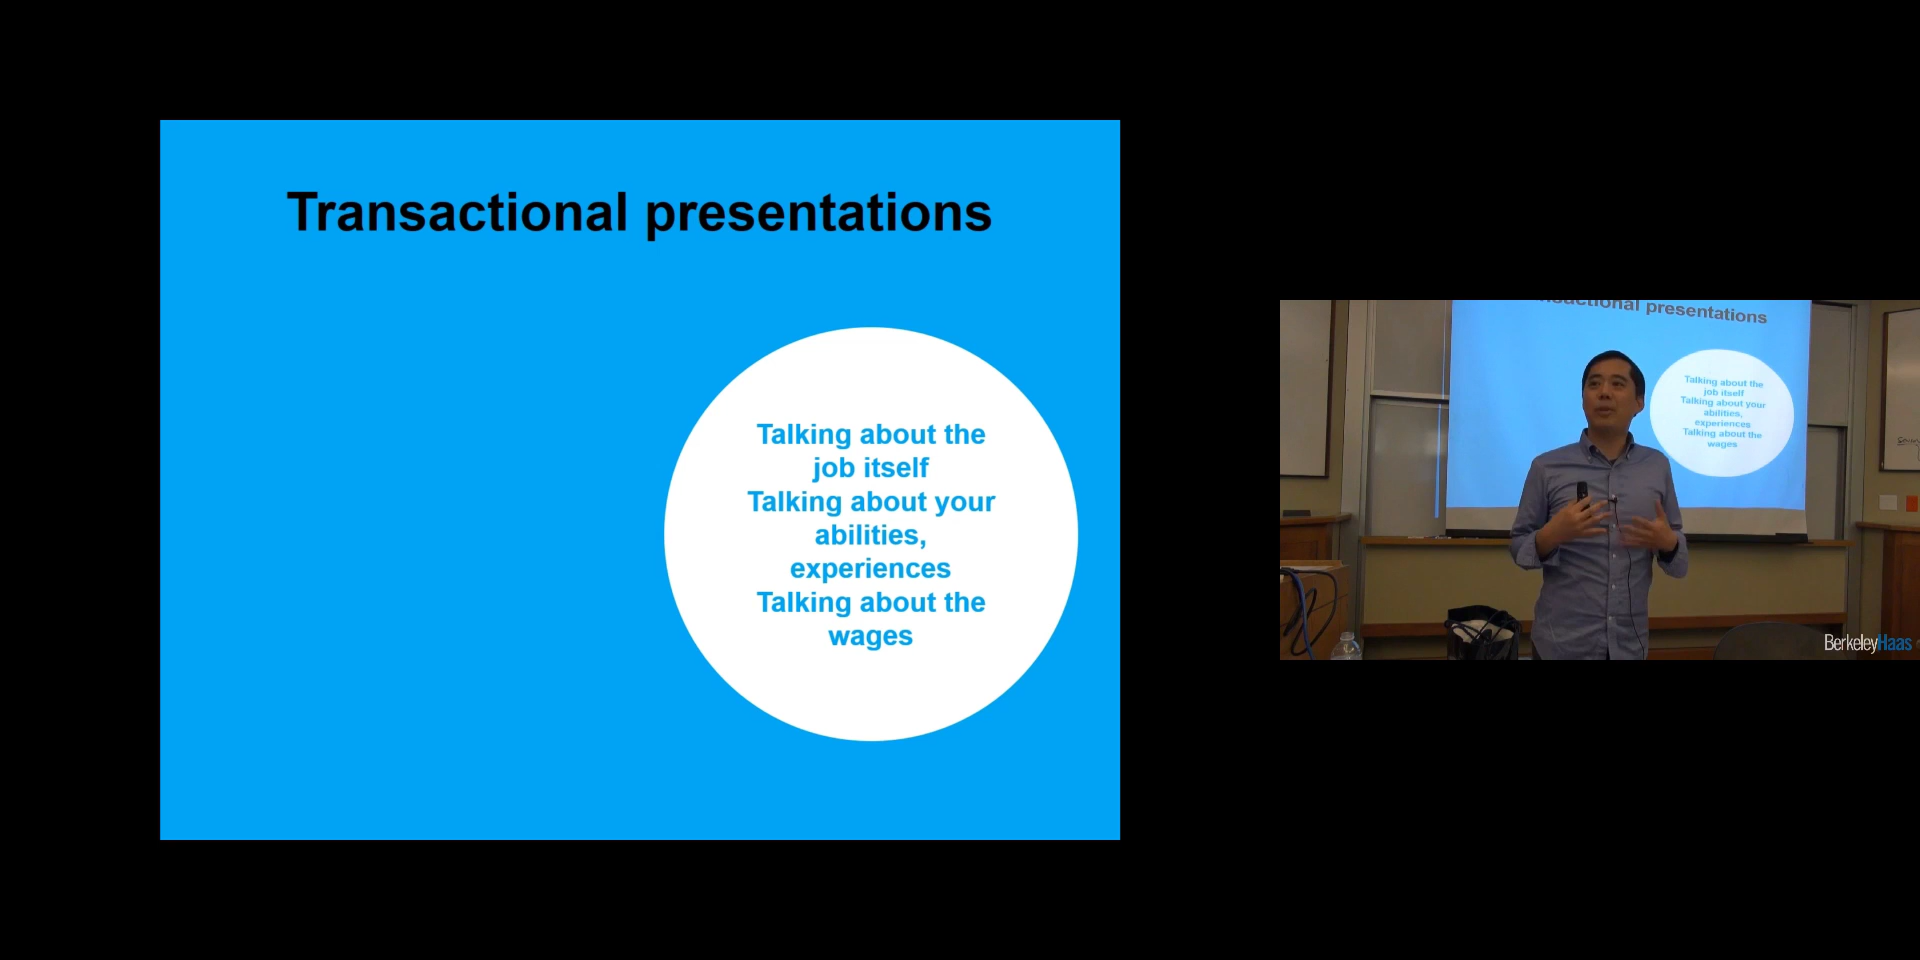 Transactional presentations
Talking about the
job itself
Talking about your
abilities,
experiences
Talking about the
wages
presentations
Talking about the
job itself
Talking about your
abilities,
experiences
Talking about the
wages
BerkeleyHaas